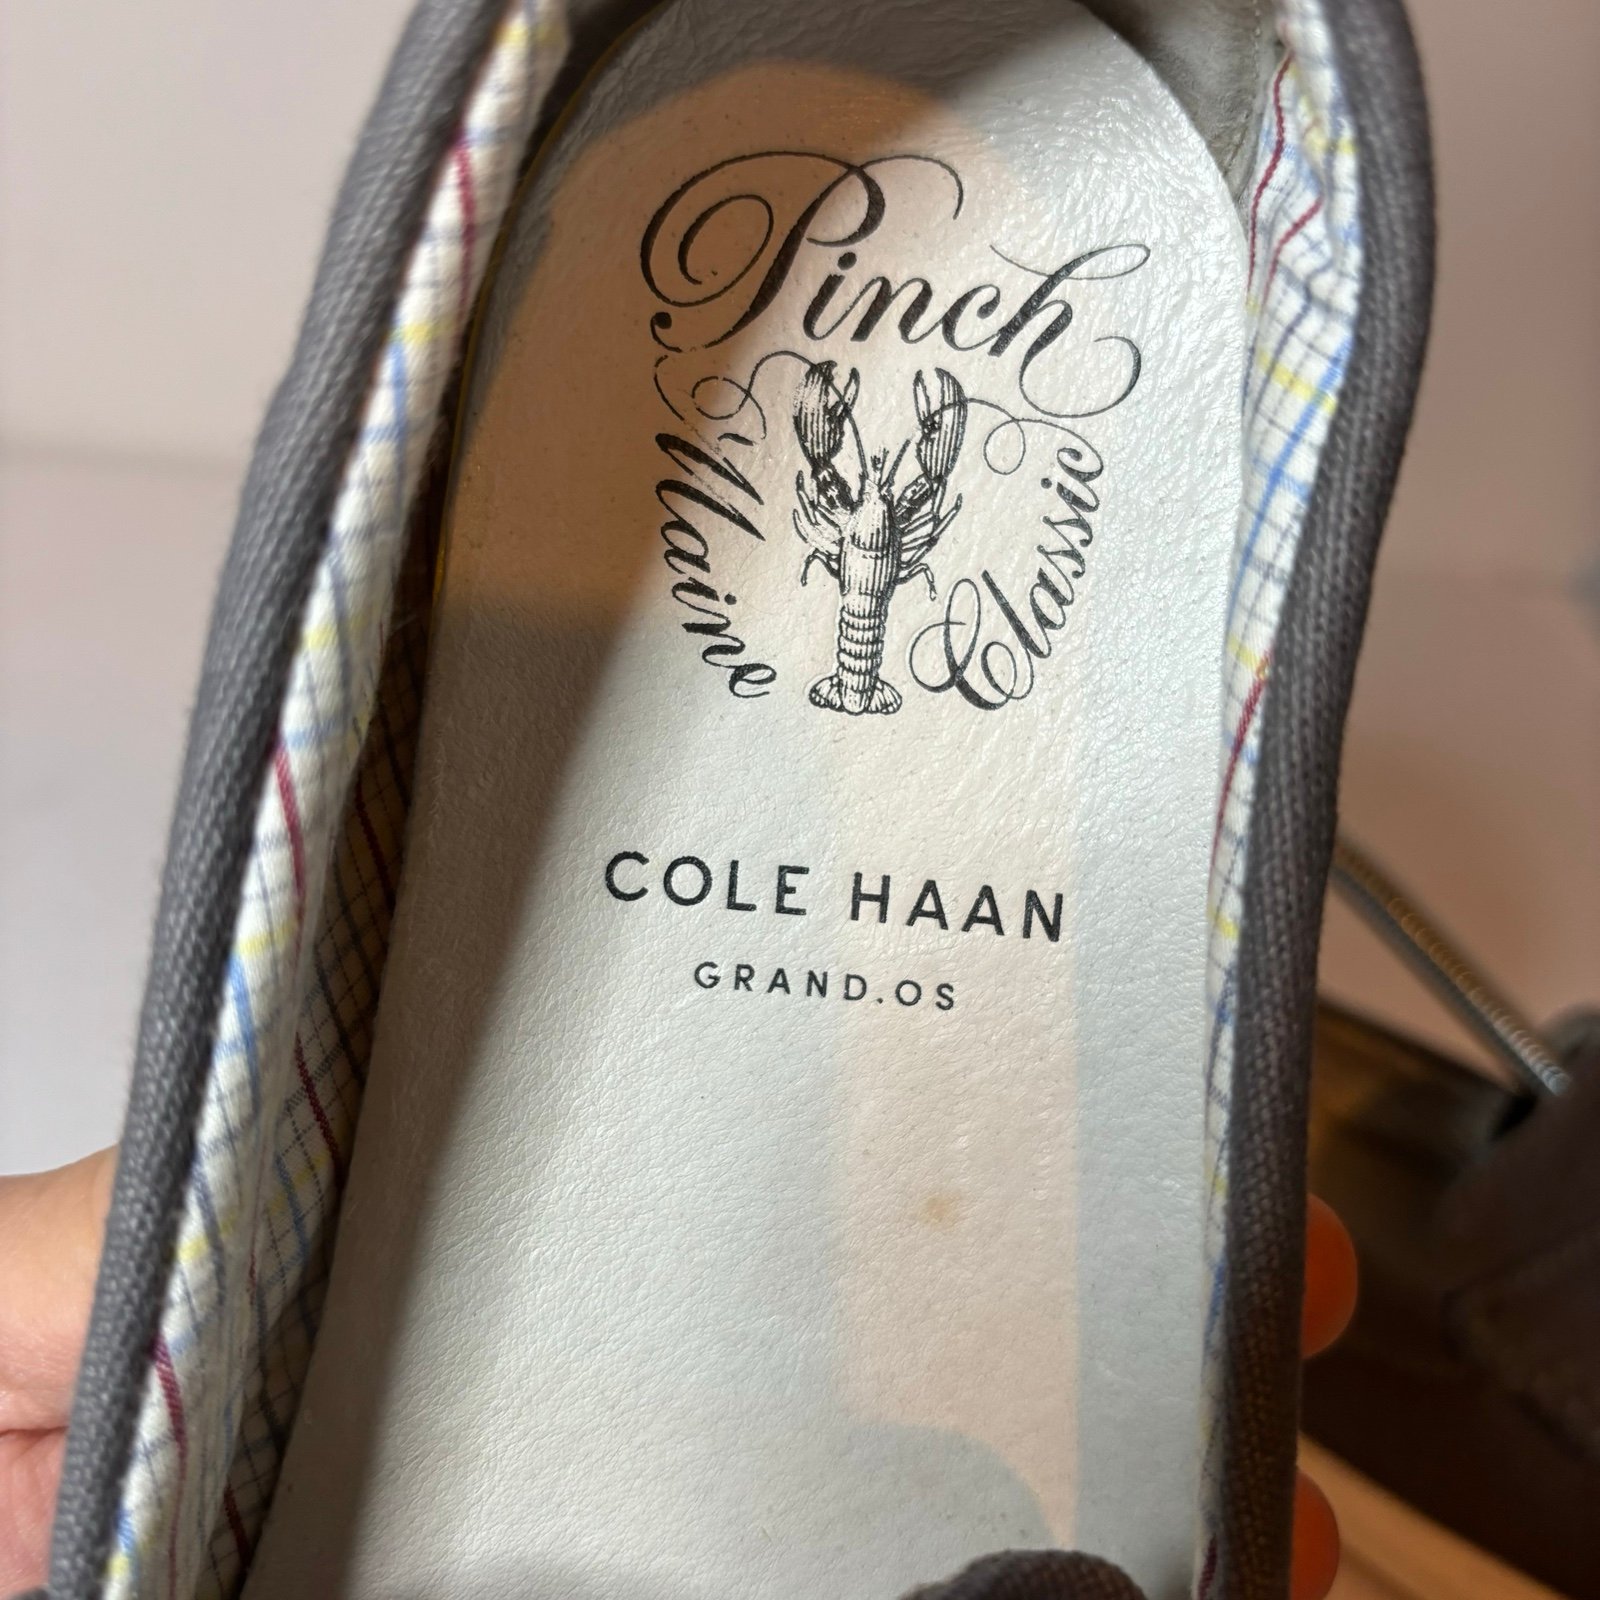 Pinch
Maine
Classic
COLE HAAN
GRAND.OS